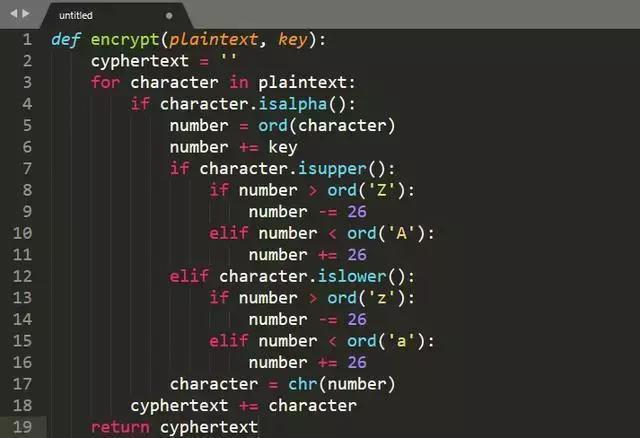 untitled
1 def encrypt(plaintext, key):
2     cyphertext = ''
3     for character in plaintext:
4         if character.isalpha():
5             number = ord(character)
6             number += key
7             if character.isupper():
8                 if number > ord('Z'):
9                     number -= 26
10                 elif number < ord('A'):
11                     number += 26
12             elif character.islower():
13                 if number > ord('z'):
14                     number -= 26
15                 elif number < ord('a'):
16                     number += 26
17             character = chr(number)
18         cyphertext += character
19     return cyphertext